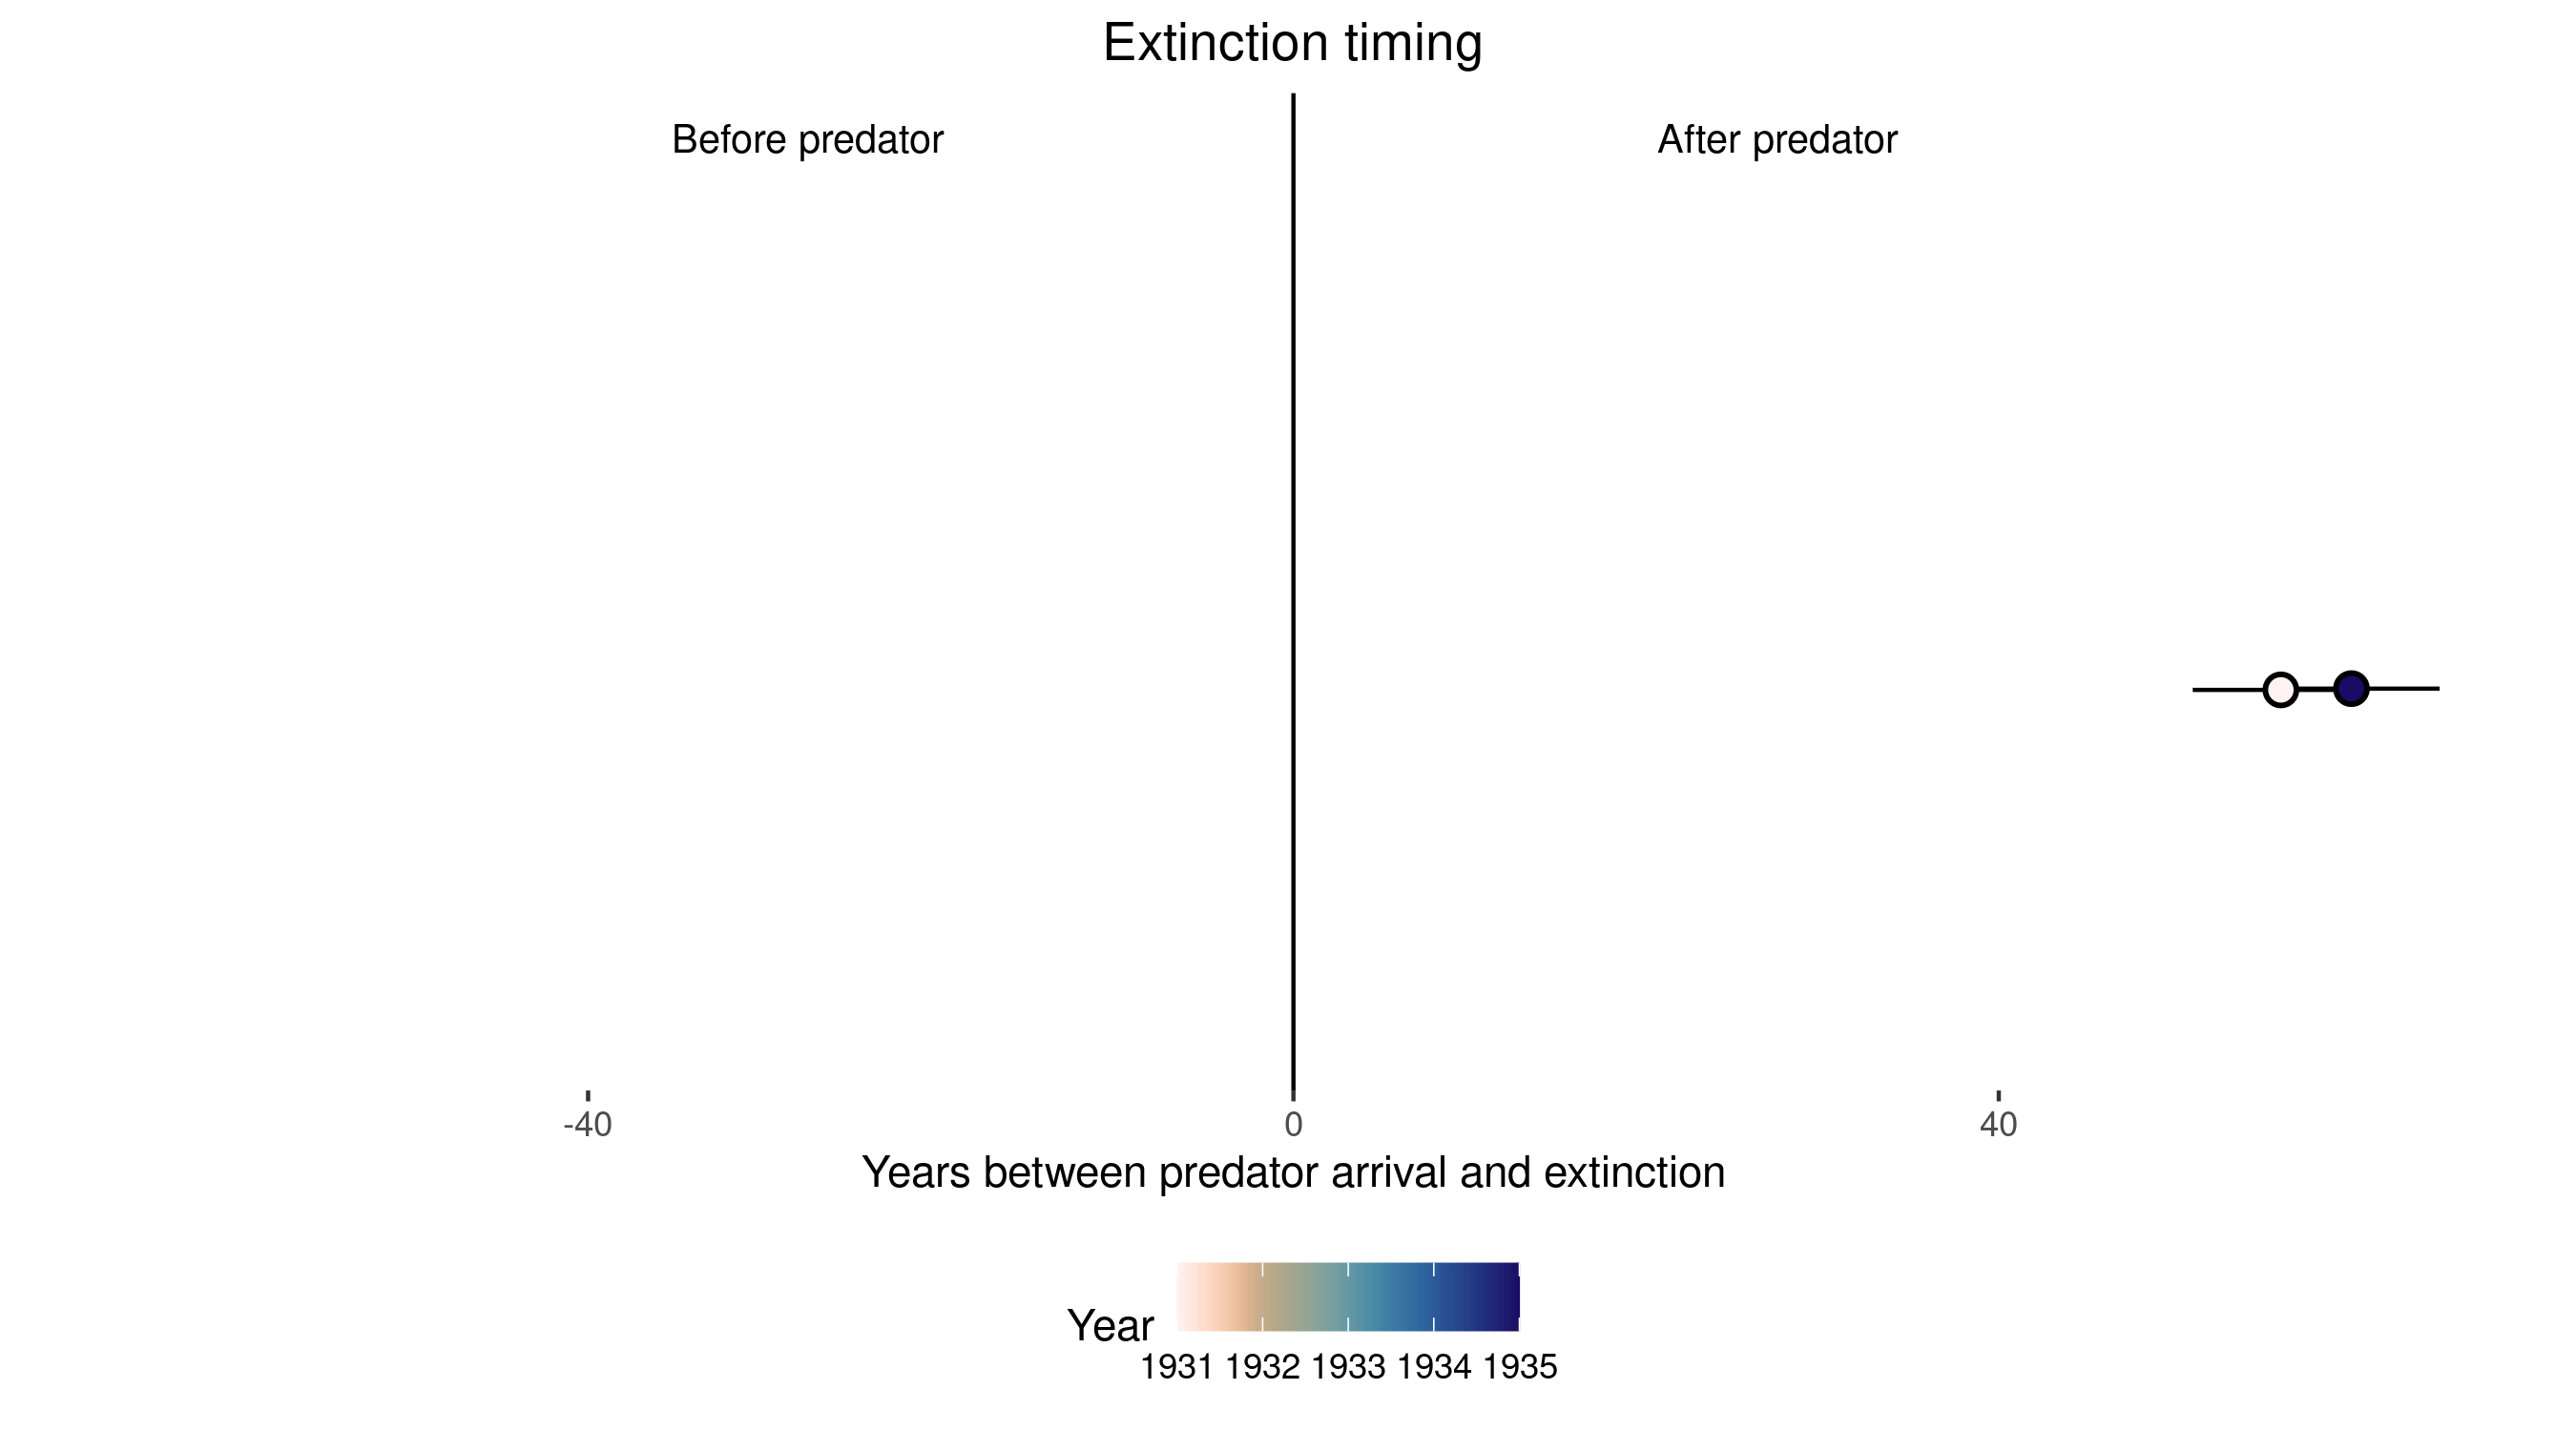 Extinction timing
Before predator
After predator
-40
0
40
Years between predator arrival and extinction
Year
1931 1932 1933 1934 1935